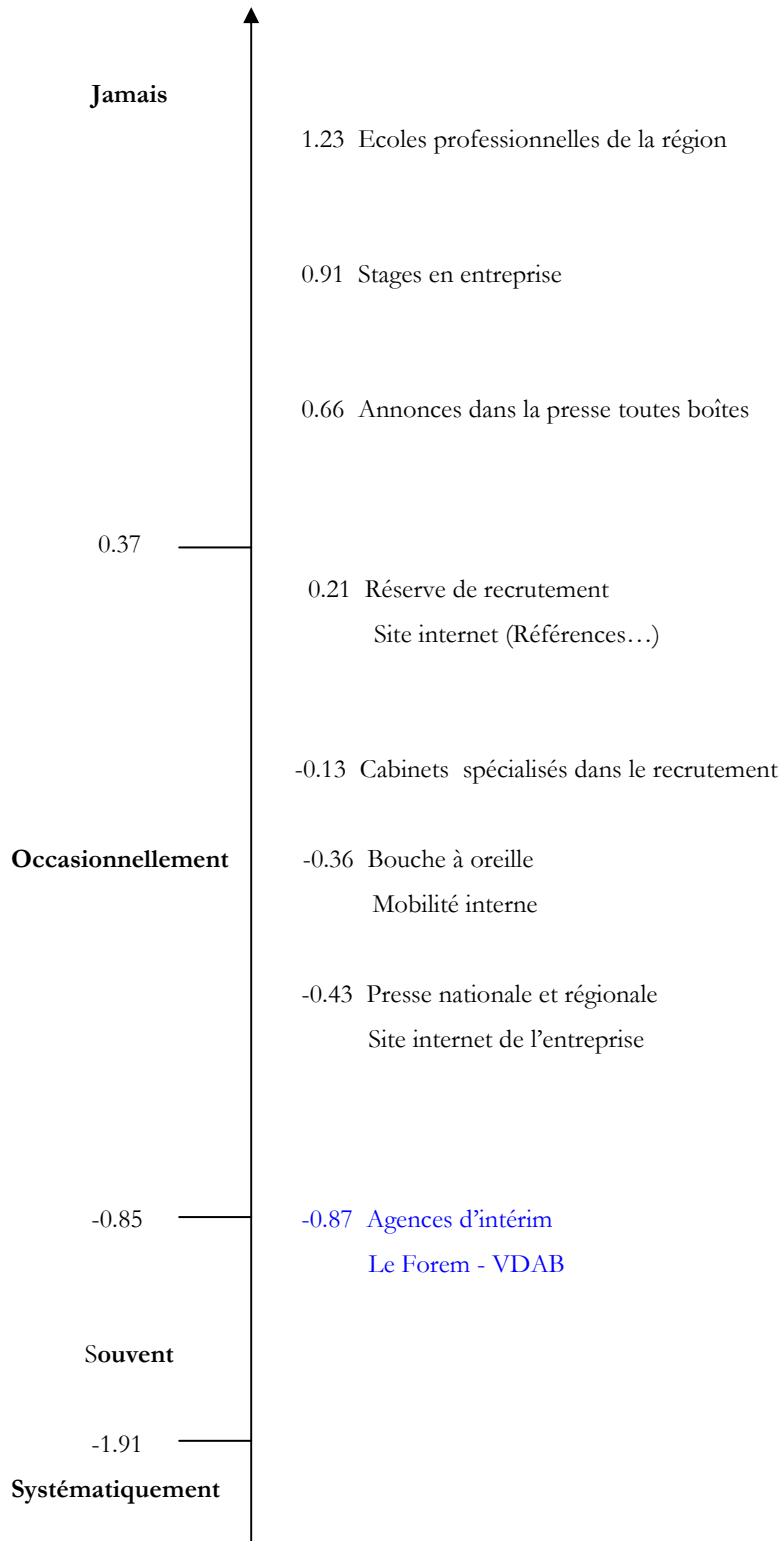 Jamais
1.23 Ecoles professionnelles de la région
0.91 Stages en entreprise
0.66 Annonces dans la presse toutes boîtes
0.37
0.21 Réserve de recrutement
Site internet (Références…)
-0.13 Cabinets spécialisés dans le recrutement
Occasionnellement
-0.36 Bouche à oreille
Mobilité interne
-0.43 Presse nationale et régionale
Site internet de l’entreprise
-0.85
-0.87 Agences d’intérim
Le Forem - VDAB
Souvent
-1.91
Systématiquement